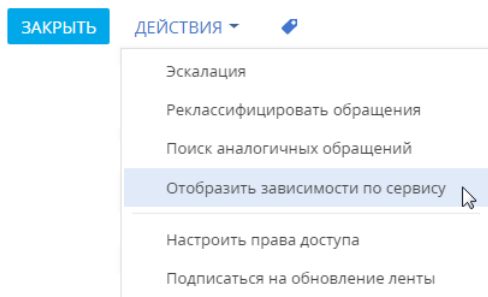 ЗАКРЫТЬ ДЕЙСТВИЯ
Эскалация
Реклассифицировать обращения
Поиск аналогичных обращений
Отобразить зависимости по сервису
Настроить права доступа
Подписаться на обновление ленты